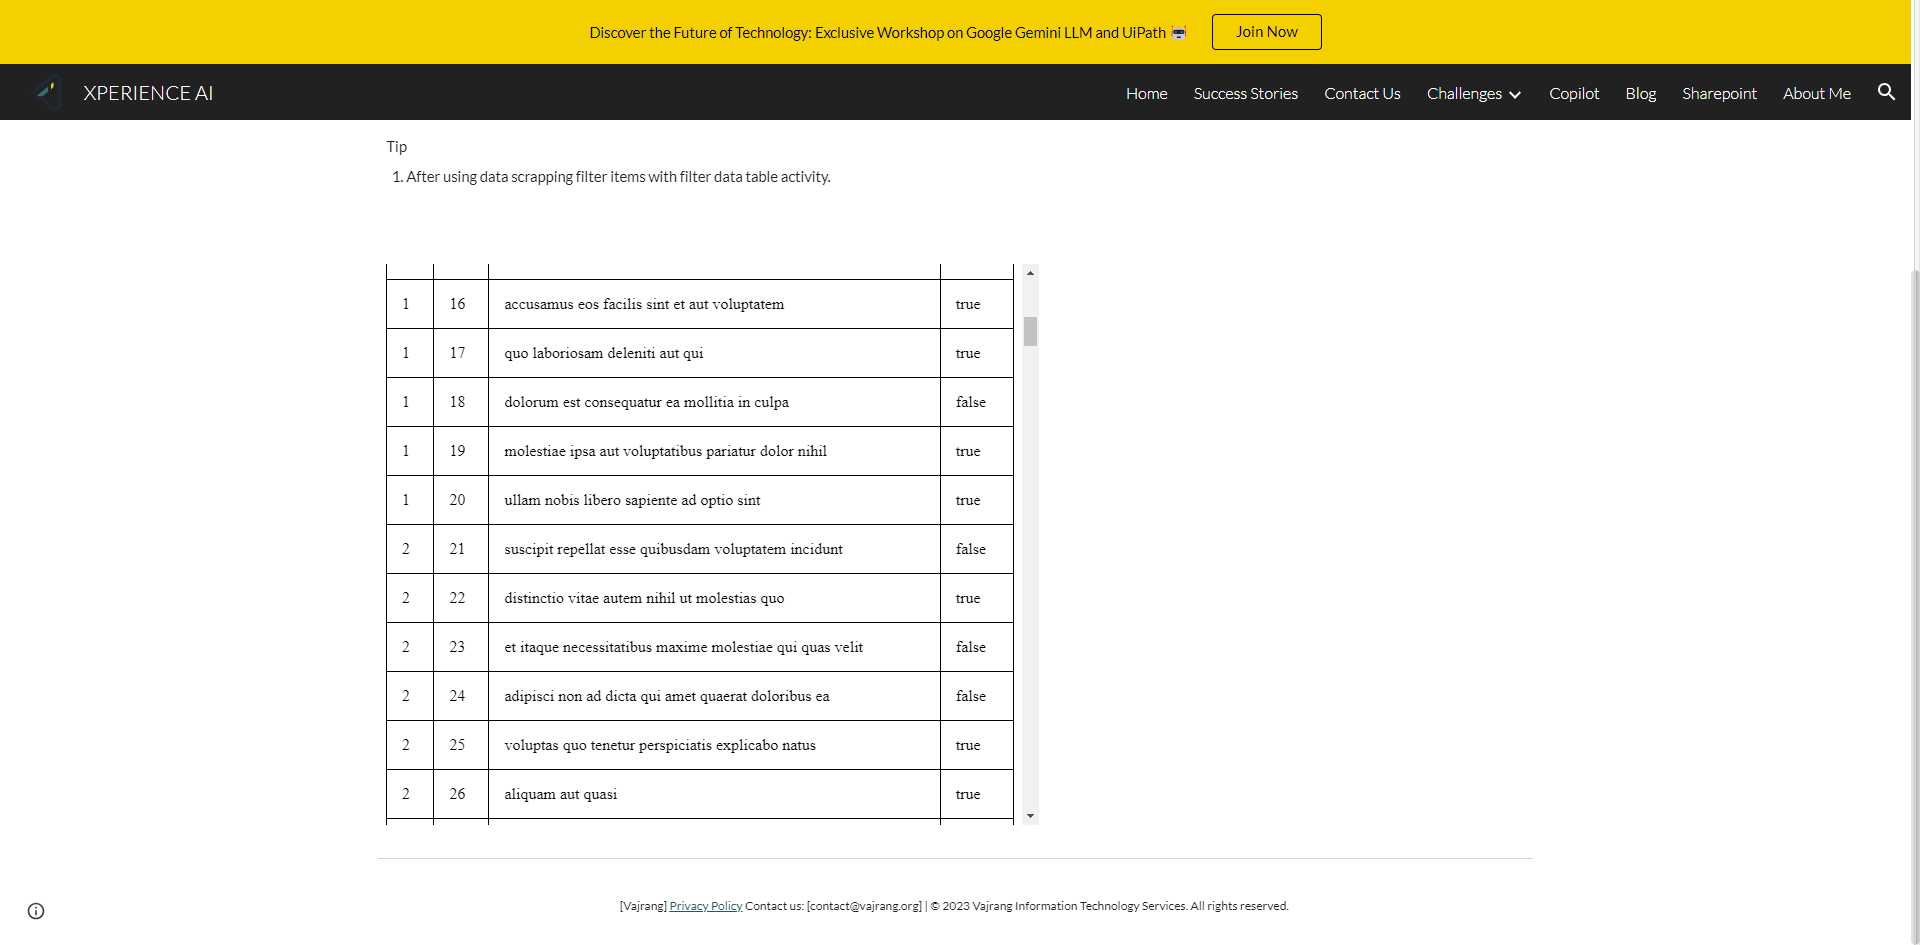 Discover the Future of Technology: Exclusive Workshop on Google Gemini LLM and UiPath
Join Now
XPERIENCE AI
Home Success Stories Contact Us Challenges Copilot Blog Sharepoint About Me
Tip
1. After using data scrapping filter items with filter data table activity.
1 16 accusamus eos facilis sint et aut voluptatem true
1 17 quo laboriosam deleniti aut qui true
1 18 dolorum est consequatur ea mollitia in culpa false
1 19 molestiae ipsa aut voluptatibus pariatur dolor nihil true
1 20 ullam nobis libero sapiente ad optio sint true
2 21 suscipit repellat esse quibusdam voluptatem incidunt false
2 22 distinctio vitae autem nihil ut molestias quo true
2 23 et itaque necessitatibus maxime molestiae qui quas velit false
2 24 adipisci non ad dicta qui amet quaerat doloribus ea false
2 25 voluptas quo tenetur perspiciatis explicabo natus true
2 26 aliquam aut quasi true
[Vajrang] Privacy Policy Contact us: [contact@vajrang.org] | © 2023 Vajrang Information Technology Services. All rights reserved.